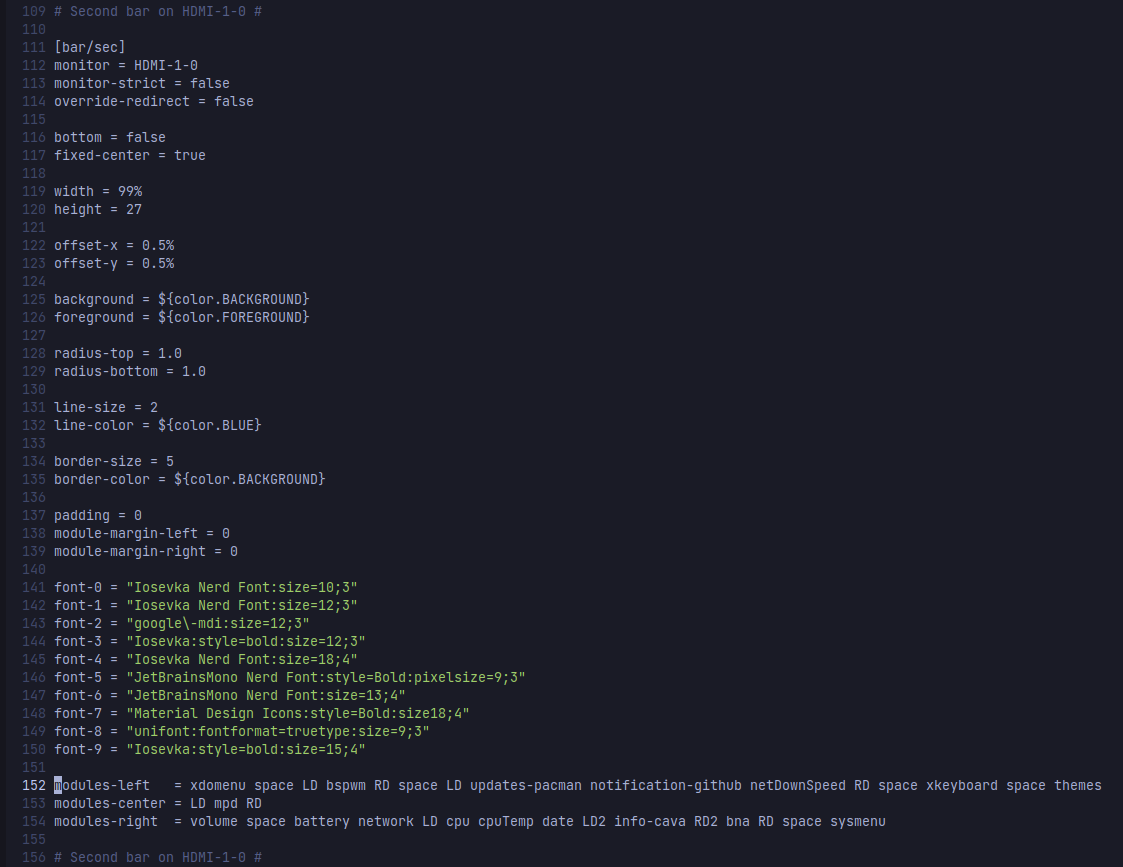 109 # Second bar on HDMI-1-0 #
110
111 [bar/sec]
112 monitor = HDMI-1-0
113 monitor-strict = false
114 override-redirect = false
115
116 bottom = false
117 fixed-center = true
118
119 width = 99%
120 height = 27
121
122 offset-x = 0.5%
123 offset-y = 0.5%
124
125 background = ${color.BACKGROUND}
126 foreground = ${color.FOREGROUND}
127
128 radius-top = 1.0
129 radius-bottom = 1.0
130
131 line-size = 2
132 line-color = ${color.BLUE}
133
134 border-size = 5
135 border-color = ${color.BACKGROUND}
136
137 padding = 0
138 module-margin-left = 0
139 module-margin-right = 0
140
141 font-0 = "Iosevka Nerd Font:size=10;3"
142 font-1 = "Iosevka Nerd Font:size=12;3"
143 font-2 = "google\-mdi:size=12;3"
144 font-3 = "Iosevka:style=bold:size=12;3"
145 font-4 = "Iosevka Nerd Font:size=18;4"
146 font-5 = "JetBrainsMono Nerd Font:style=Bold:pixelsize=9;3"
147 font-6 = "JetBrainsMono Nerd Font:size=13;4"
148 font-7 = "Material Design Icons:style=Bold:size18;4"
149 font-8 = "unifont:fontformat=truetype:size=9;3"
150 font-9 = "Iosevka:style=bold:size=15;4"
151
152 modules-left   = xdomenu space LD bspwm RD space LD updates-pacman notification-github netDownSpeed RD space xkeyboard space themes
153 modules-center = LD mpd RD
154 modules-right  = volume space battery network LD cpu cpuTemp date LD2 info-cava RD2 bna RD space sysmenu
155
156 # Second bar on HDMI-1-0 #